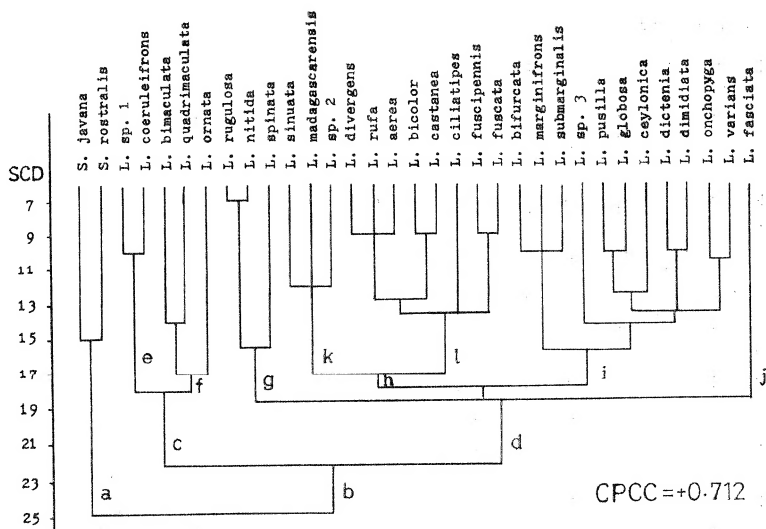 S. javana
S. rostralis
L. sp. 1
L. coeruleifrons
L. bimaculata
L. quadrimaculata
L. ornata
L. rugulosa
L. nitida
L. spinata
L. sinuata
L. madagascarensis
L. sp. 2
L. divergens
L. rufa
L. aerea
L. bicolor
L. castanea
L. ciliatipes
L. fuscipennis
L. fuscata
L. bifurcata
L. marginifrons
L. submarginalis
L. sp. 3
L. pusilla
L. globosa
L. ceylonica
L. dictenia
L. dimidiata
L. onchopyga
L. varians
L. fasciata
SCD
7
9
11
13
15
e
k
l
17
f
g
h
i
j
19
21
c
d
23
a
b
CPCC=+0.712
25